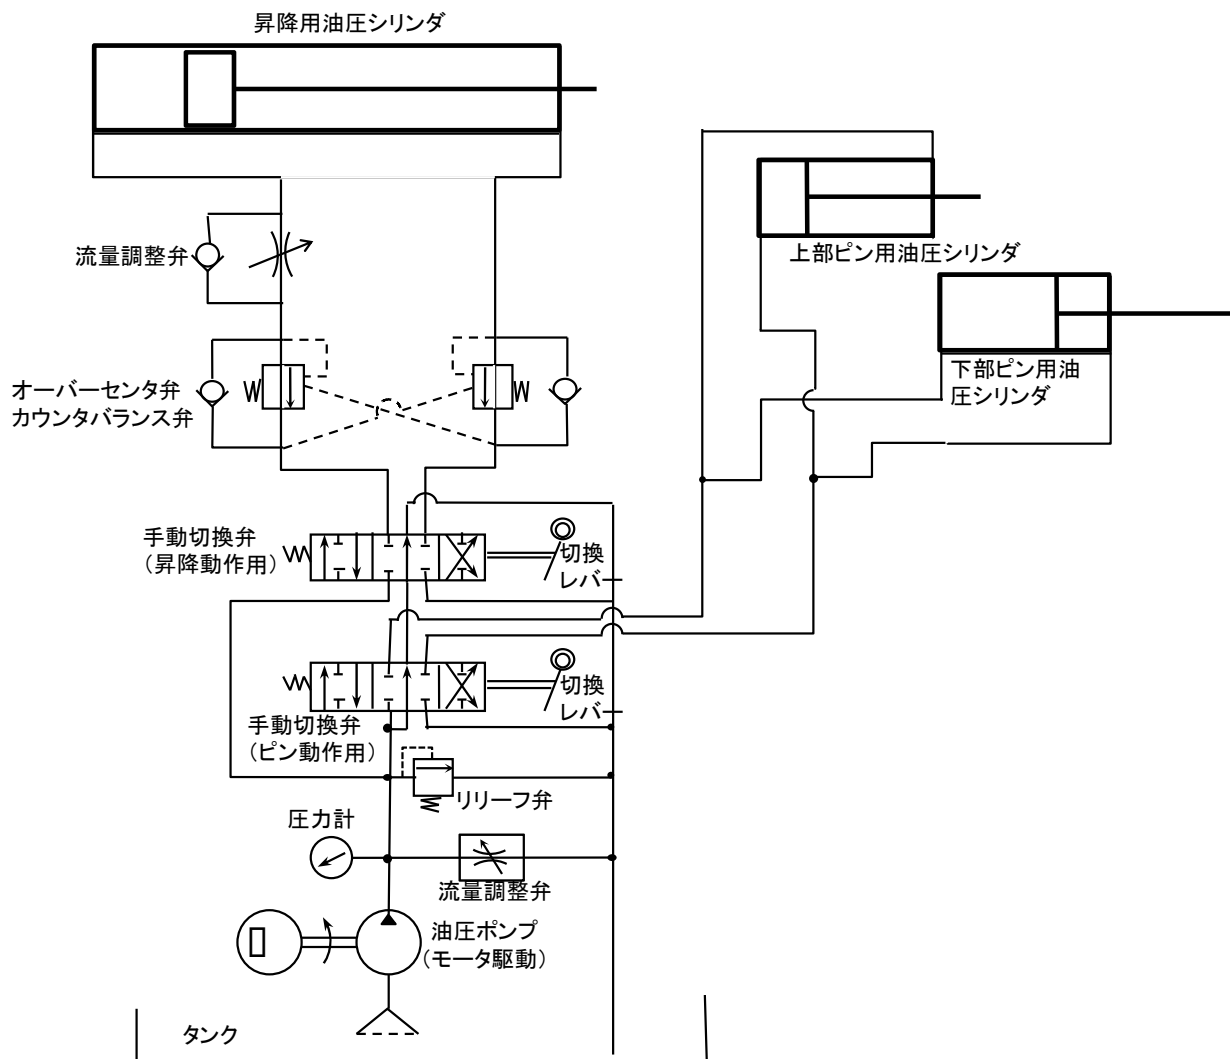 昇降用油圧シリンダ
流量調整弁
上部ピン用油圧シリンダ
下部ピン用油
圧シリンダ
オーバーセンタ弁
カウンタバランス弁
手動切換弁
（昇降動作用）
切換
レバー
切換
レバー
手動切換弁
（ピン動作用）
リリーフ弁
圧力計
流量調整弁
油圧ポンプ
（モータ駆動）
タンク